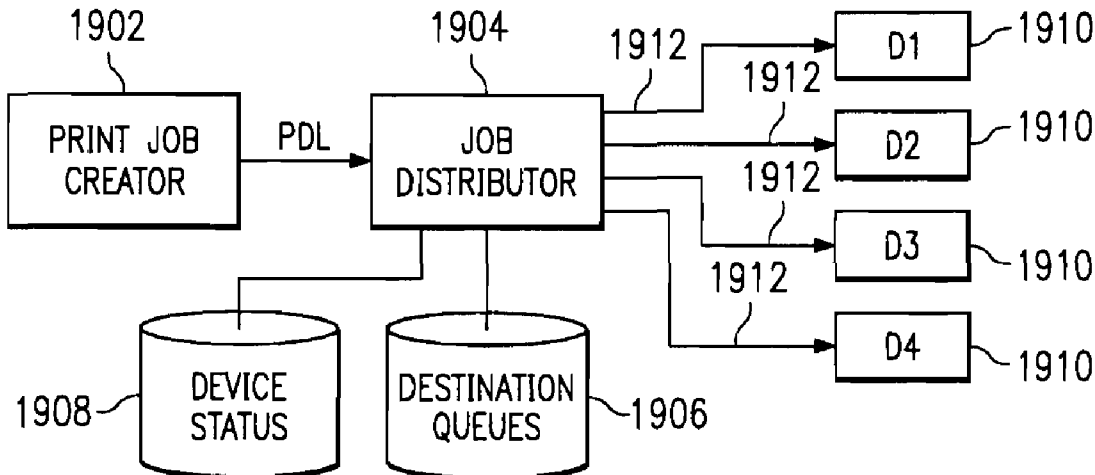 1902
1904
1912
D1
1910
PRINT JOB
CREATOR
PDL
JOB
DISTRIBUTOR
1912
D2
1910
1912
D3
1910
1912
D4
1910
1908
DEVICE
STATUS
DESTINATION
QUEUES
1906